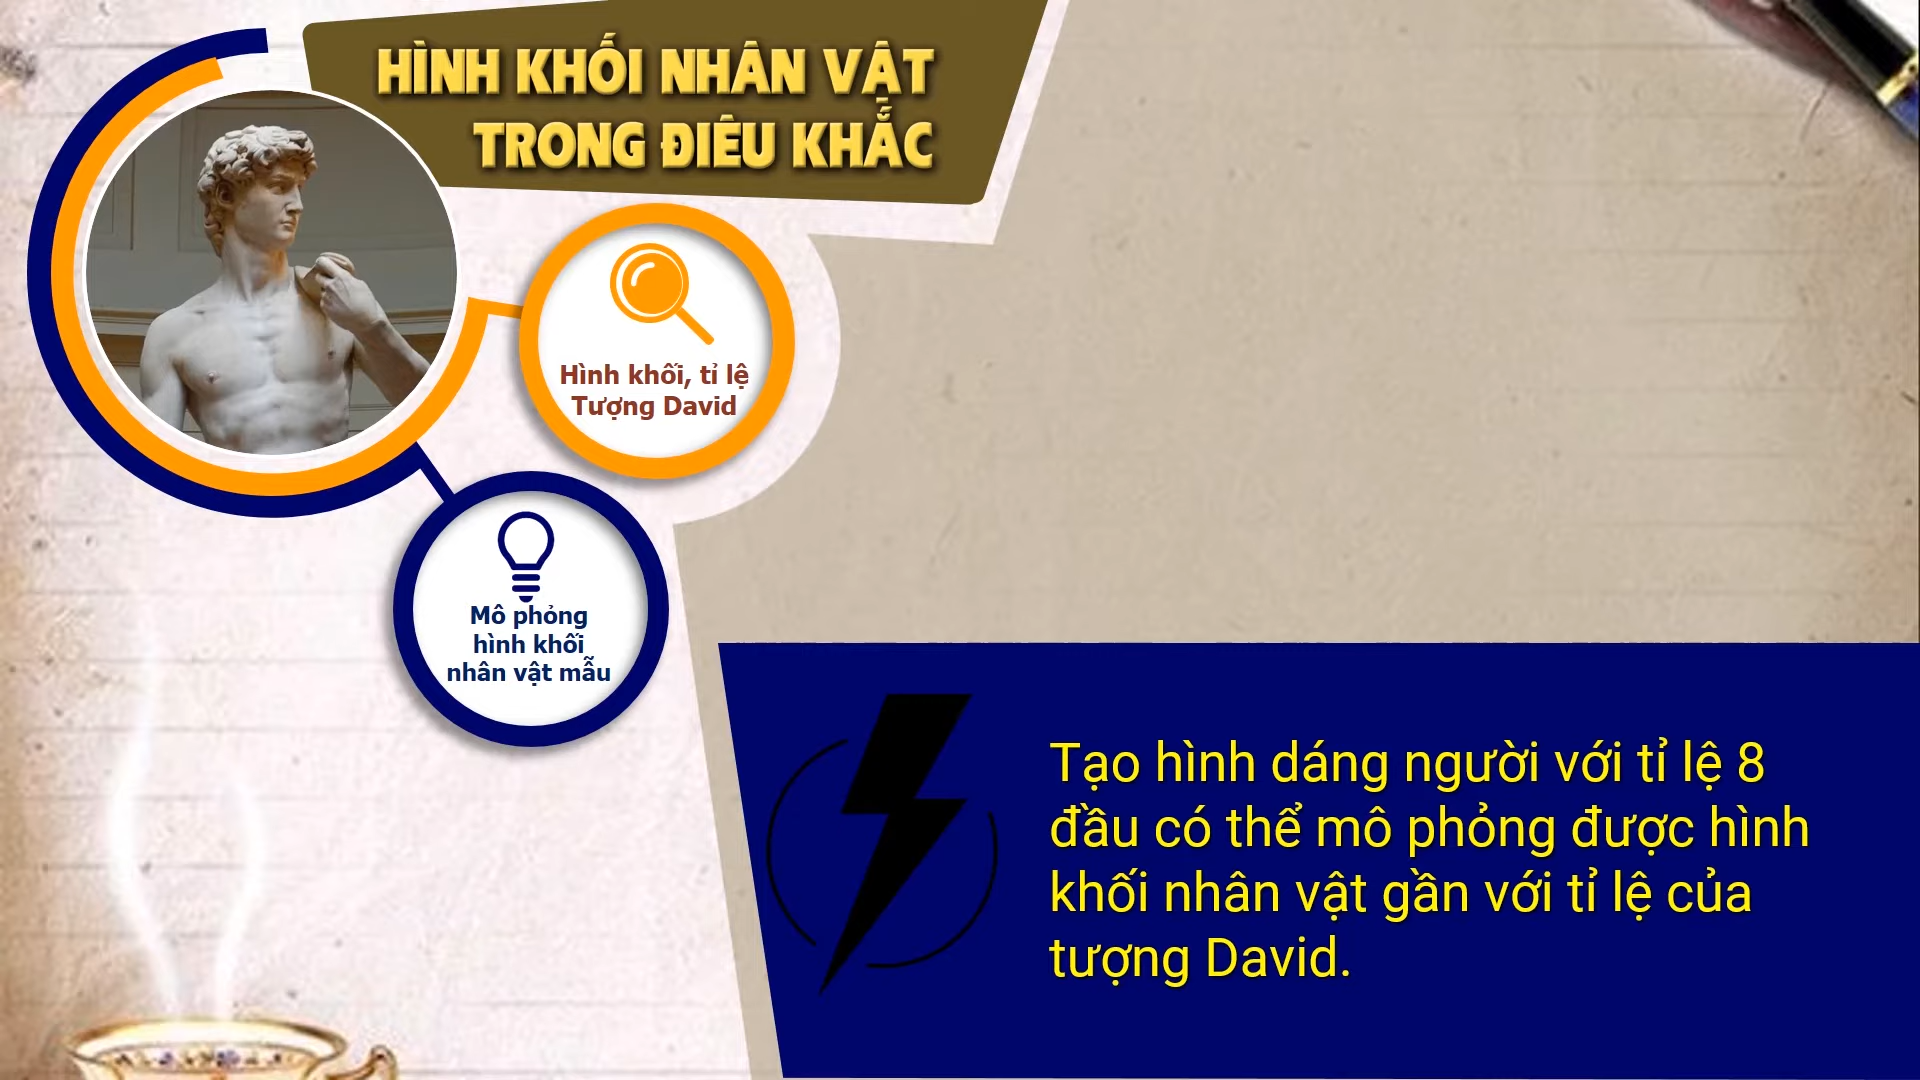 HÌNH KHỐI NHÂN VẬT
TRONG ĐIÊU KHẮC
Hình khối, tỉ lệ
Tượng David
Mô phỏng
hình khối
nhân vật mẫu
Tạo hình dáng người với tỉ lệ 8
đầu có thể mô phỏng được hình
khối nhân vật gần với tỉ lệ của
tượng David.